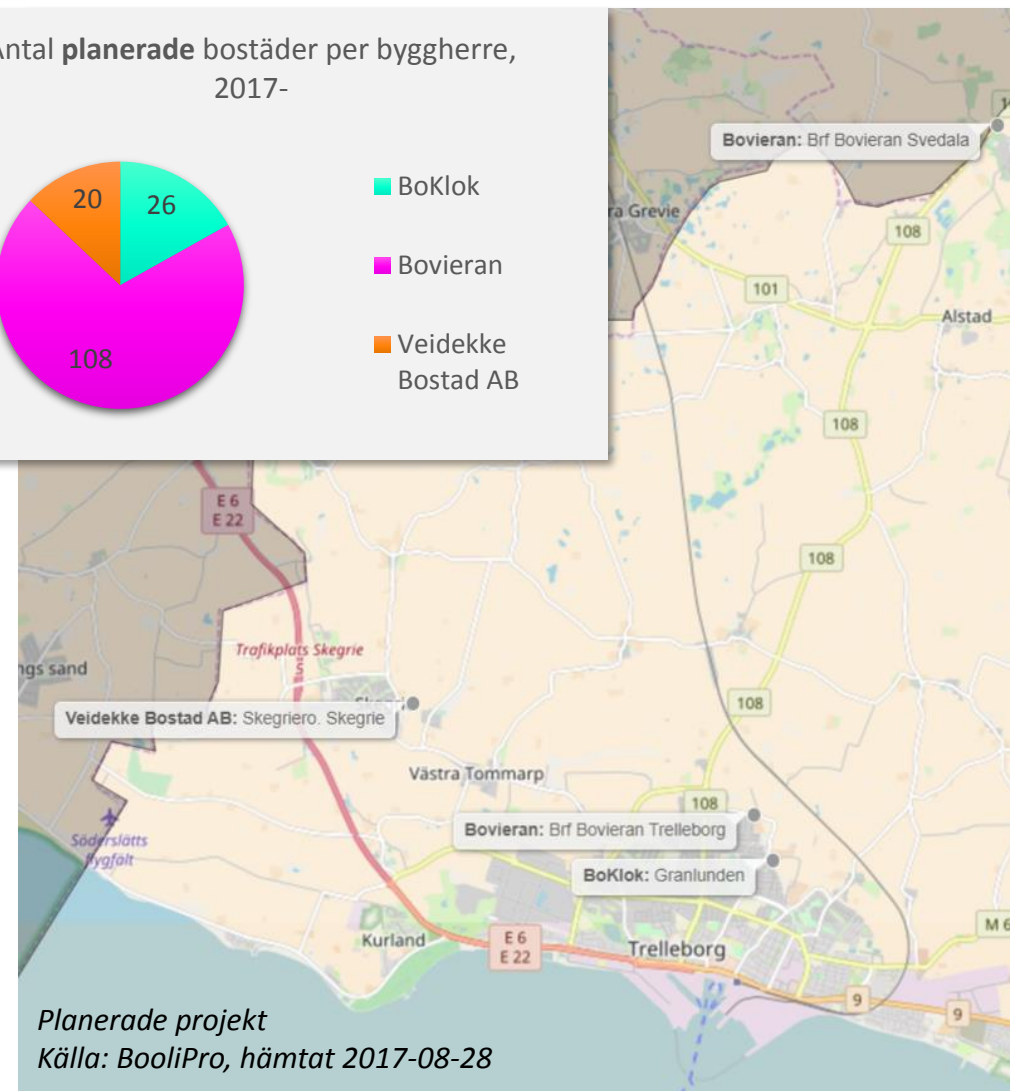 Antal planerade bostäder per byggherre,
2017-
20
26
108
BoKlok
Bovieran
Veidekke
Bostad AB
Bovieran: Brf Bovieran Svedala
ra Grevie
108
101
Alstad
108
E 6
E 22
108
Trafikplats Skegrie
5
ngs sand
108
Veidekke Bostad AB: Skegriero. Skegrie
Västra Tommarp
108
Bovieran: Brf Bovieran Trelleborg
Söderslätts
flygfält
BoKlok: Granlunden
Kurland
E 6
E 22
Trelleborg
M 6
9
9
Planerade projekt
Källa: BooliPro, hämtat 2017-08-28